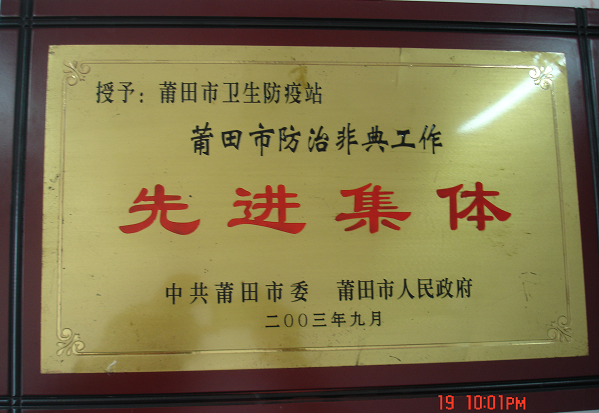 授予：莆田市卫生防疫站
莆田市防治非典工作
先进集体
中共莆田市委 莆田市人民政府
二〇〇三年九月
19 10:01PM